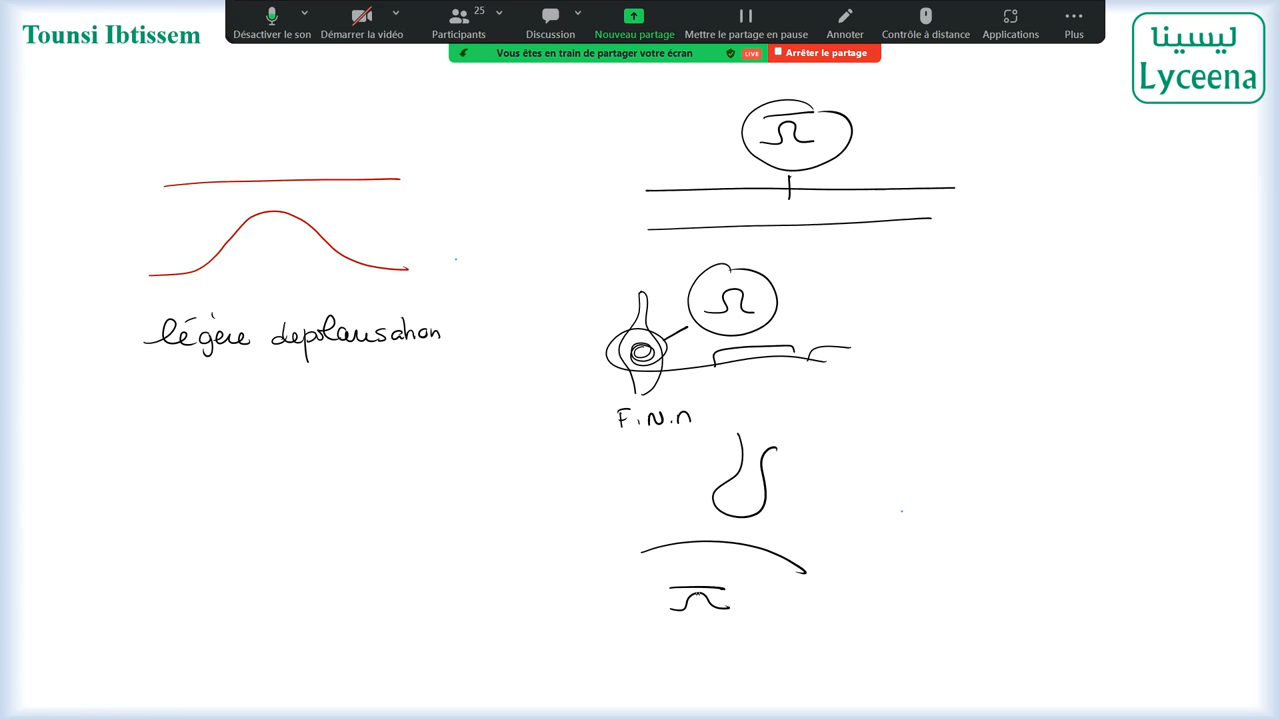 Tounsi Ibtissem
Désactiver le son
Démarrer la vidéo
Participants
25
Discussion
Nouveau partage
Mettre le partage en pause
Annoter
Contrôle à distance
Applications
Plus
Vous êtes en train de partager votre écran
LIVE
Arrêter le partage
ليسينا
Lyceena
légère depolarisation
F.N.n